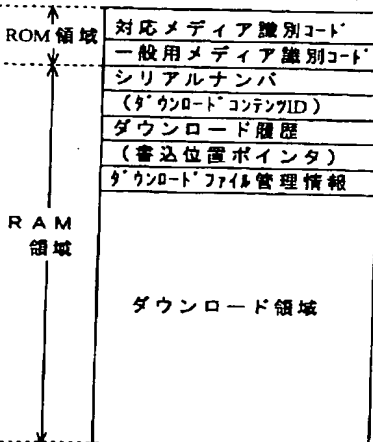 ROM領域
対応メディア識別コード
一般用メディア識別コード
シリアルナンバ
(ダウンロードコンテンツID)
ダウンロード履歴
(書込位置ポインタ)
ダウンロードファイル管理情報
RAM
領域
ダウンロード領域